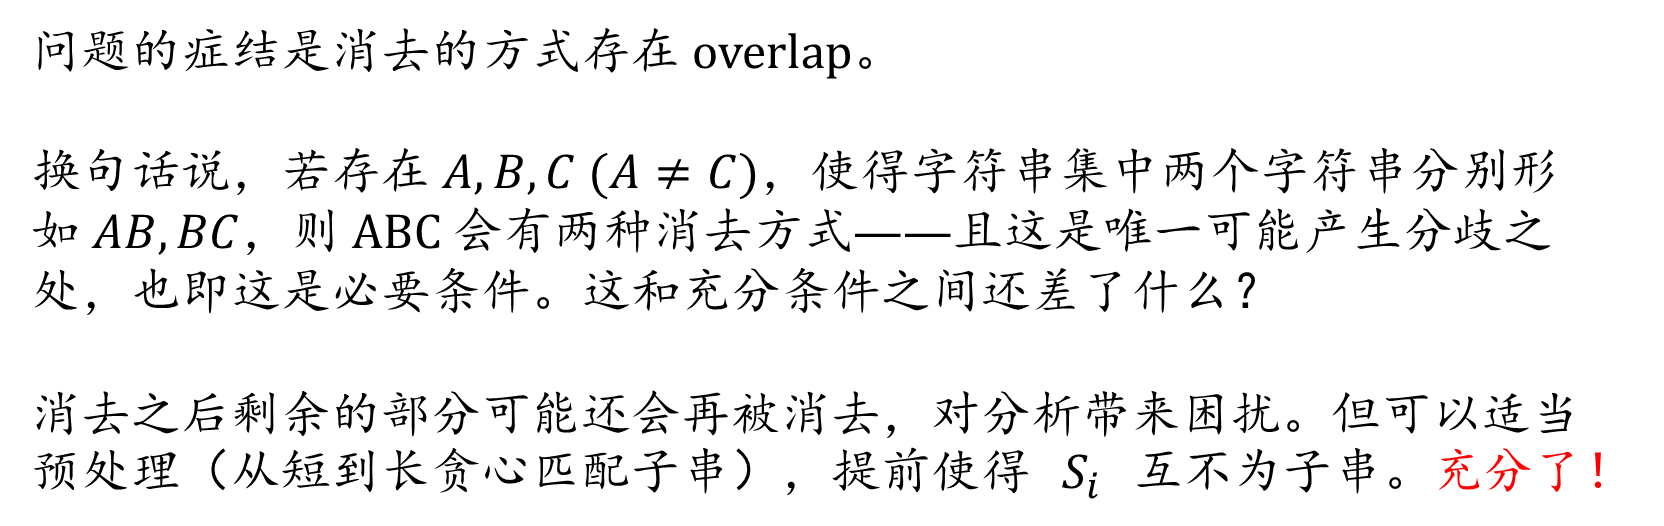 问题的症结是消去的方式存在 overlap。
换句话说，若存在 A, B, C (A ≠ C)，使得字符串集中两个字符串分别形
如 AB, BC，则 ABC 会有两种消去方式——且这是唯一可能产生分歧之
处，也即这是必要条件。这和充分条件之间还差了什么？
消去之后剩余的部分可能还会再被消去，对分析带来困扰。但可以适当
预处理（从短到长贪心匹配子串），提前使得 Sᵢ 互不为子串。充分了！